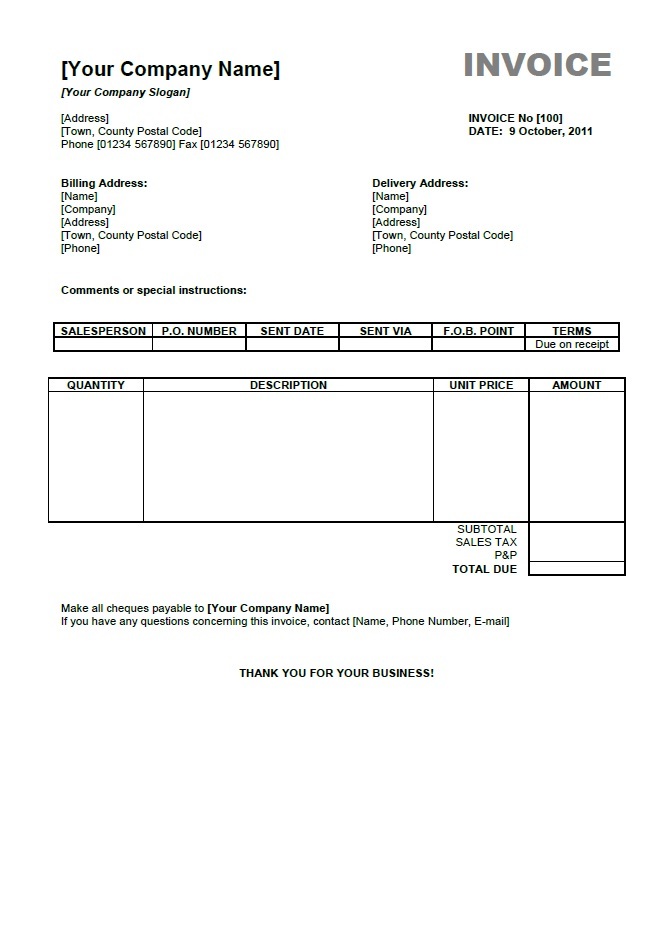 [Your Company Name]
INVOICE
[Your Company Slogan]
[Address]
[Town, County Postal Code]
Phone [01234 567890] Fax [01234 567890]
INVOICE No [100]
DATE: 9 October, 2011
Billing Address:
[Name]
[Company]
[Address]
[Town, County Postal Code]
[Phone]
Delivery Address:
[Name]
[Company]
[Address]
[Town, County Postal Code]
[Phone]
Comments or special instructions:
SALESPERSON P.O. NUMBER SENT DATE SENT VIA F.O.B. POINT TERMS
Due on receipt
QUANTITY DESCRIPTION UNIT PRICE AMOUNT
SUBTOTAL
SALES TAX
P&P
TOTAL DUE
Make all cheques payable to [Your Company Name]
If you have any questions concerning this invoice, contact [Name, Phone Number, E-mail]
THANK YOU FOR YOUR BUSINESS!